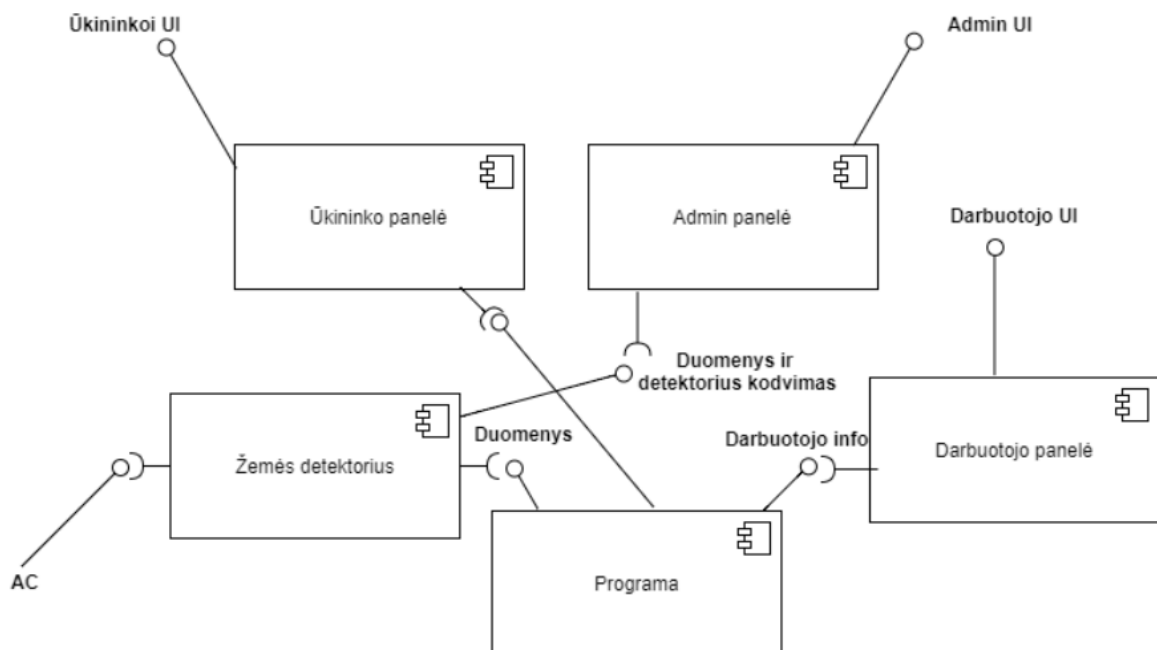 Ūkininkoi UI
Admin UI
Ūkininko panelė
Admin panelė
Darbuotojo UI
Duomenys ir
detektorius kodvimas
Duomenys
Darbuotojo info
Darbuotojo panelė
Žemės detektorius
AC
Programa